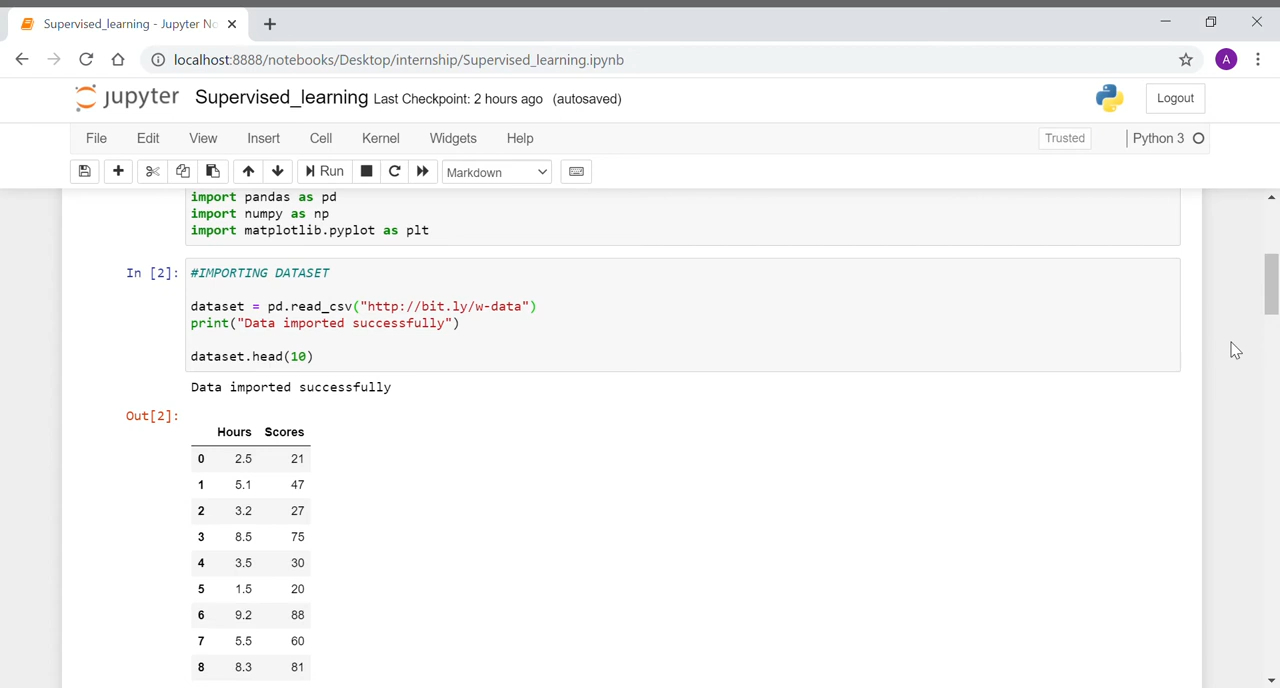 Supervised_learning - Jupyter No
localhost:8888/notebooks/Desktop/internship/Supervised_learning.ipynb
A
jupyter Supervised_learning Last Checkpoint: 2 hours ago (autosaved)
Logout
File Edit View Insert Cell Kernel Widgets Help
Trusted
Python 3
Run
Markdown
import pandas as pd
import numpy as np
import matplotlib.pyplot as plt
In [2]: #IMPORTING DATASET
dataset = pd.read_csv("http://bit.ly/w-data")
print("Data imported successfully")
dataset.head(10)
Data imported successfully
Out[2]:
Hours Scores
0 2.5 21
1 5.1 47
2 3.2 27
3 8.5 75
4 3.5 30
5 1.5 20
6 9.2 88
7 5.5 60
8 8.3 81